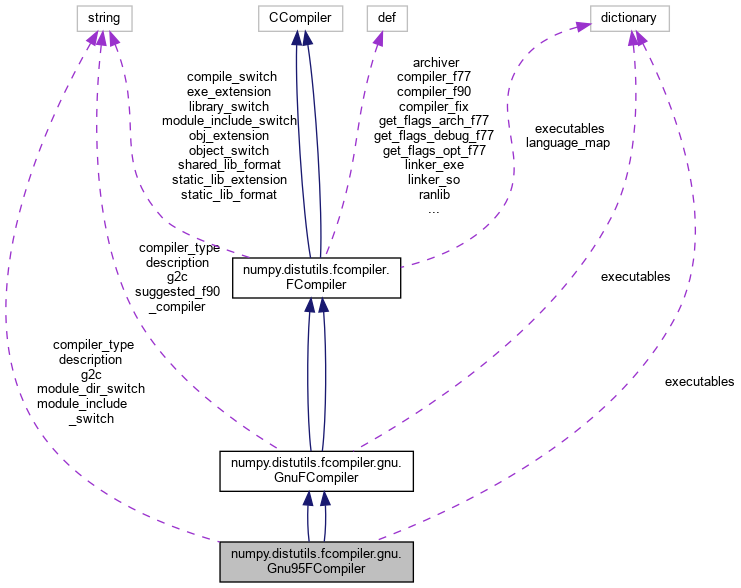 string
CCompiler
def
dictionary
compile_switch
exe_extension
library_switch
module_include_switch
obj_extension
object_switch
shared_lib_format
static_lib_extension
static_lib_format
archiver
compiler_f77
compiler_f90
compiler_fix
get_flags_arch_f77
get_flags_debug_f77
get_flags_opt_f77
linker_exe
linker_so
ranlib
...
executables
language_map
compiler_type
description
g2c
suggested_f90
_compiler
numpy.distutils.fcompiler.
FCompiler
executables
compiler_type
description
g2c
module_dir_switch
module_include
_switch
executables
numpy.distutils.fcompiler.gnu.
GnuFCompiler
numpy.distutils.fcompiler.gnu.
Gnu95FCompiler